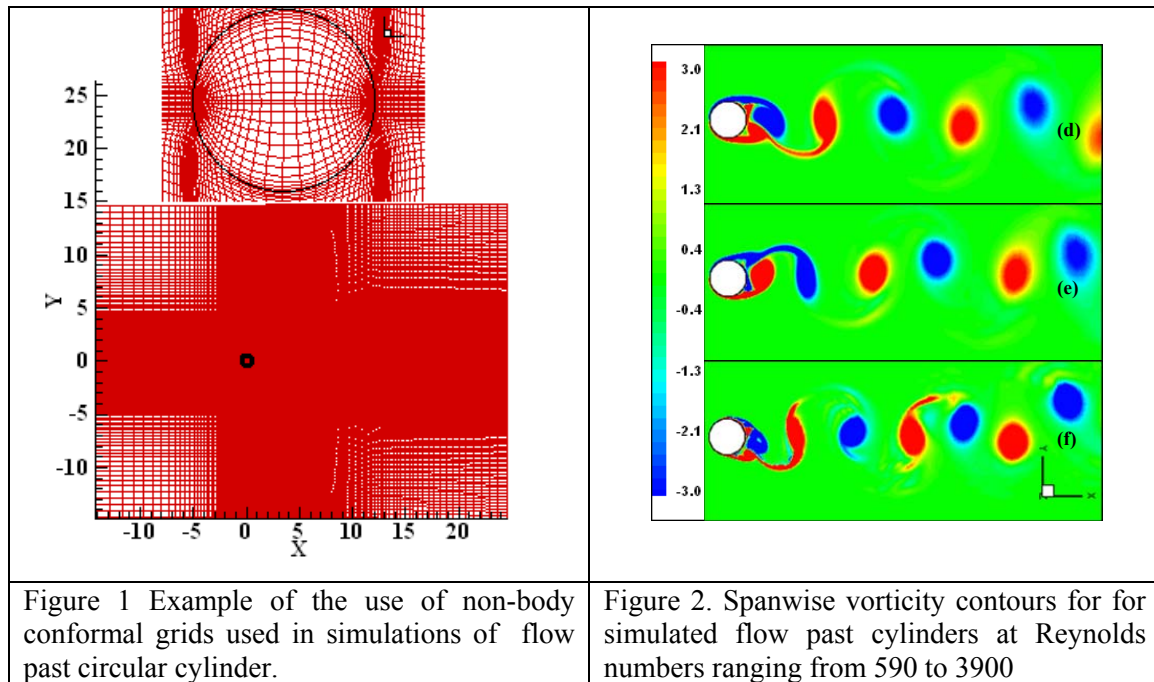 25
20
15
10
5
0
-5
-10
Y
-10 -5 0 5 10 15 20
X
3.0
2.1
1.3
0.4
-0.4
-1.3
-2.1
-3.0
(d)
(e)
(f)
X
Figure 1 Example of the use of non-body
conformal grids used in simulations of flow
past circular cylinder.
Figure 2. Spanwise vorticity contours for for
simulated flow past cylinders at Reynolds
numbers ranging from 590 to 3900